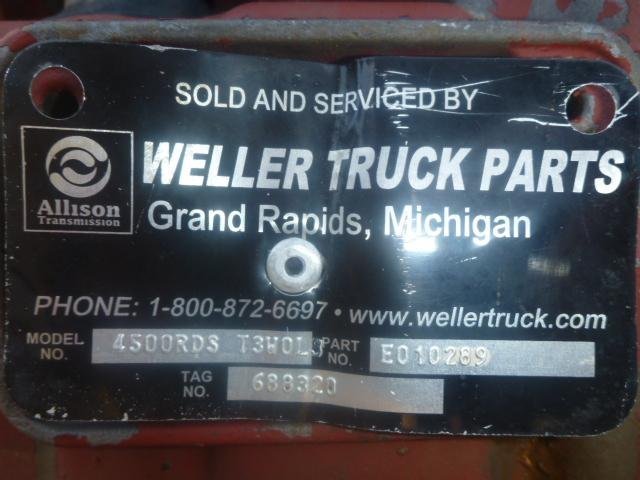 SOLD AND SERVICED BY
Allison
Transmission
WELLER TRUCK PARTS
Grand Rapids, Michigan
PHONE: 1-800-872-6697 • www.wellertruck.com
MODEL NO. 4500RDS PART NO. E010289
TAG NO. 688320